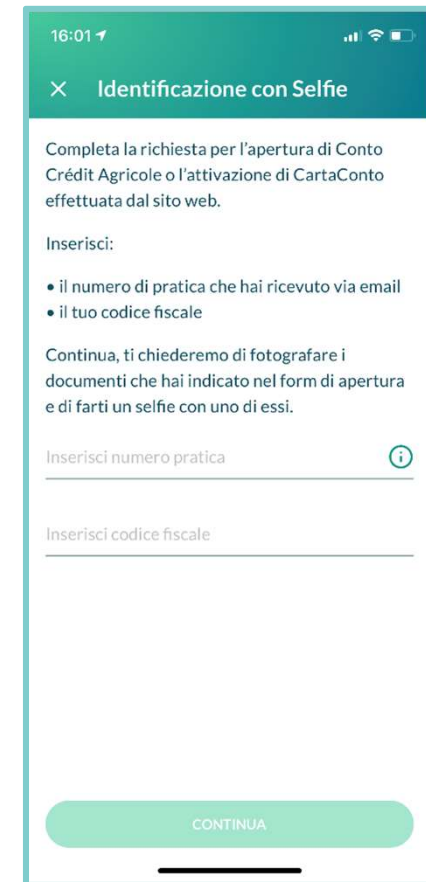 16:01
Identificazione con Selfie
Completa la richiesta per l'apertura di Conto
Crédit Agricole o l'attivazione di CartaConto
effettuata dal sito web.
Inserisci:
• il numero di pratica che hai ricevuto via email
• il tuo codice fiscale
Continua, ti chiederemo di fotografare i
documenti che hai indicato nel form di apertura
e di farti un selfie con uno di essi.
Inserisci numero pratica
Inserisci codice fiscale
CONTINUA